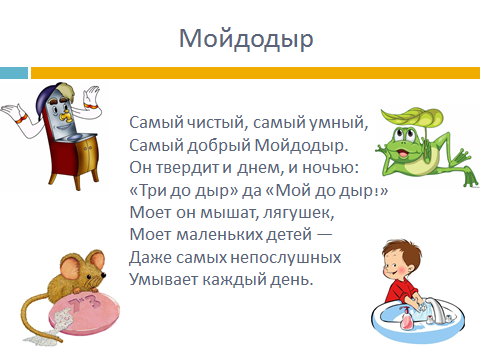 Мойдодыр
Самый чистый, самый умный,
Самый добрый Мойдодыр.
Он твердит и днем, и ночью:
«Три до дыр» да «Мой до дыр!»
Моет он мышат, лягушек,
Моет маленьких детей —
Даже самых непослушных
Умывает каждый день.